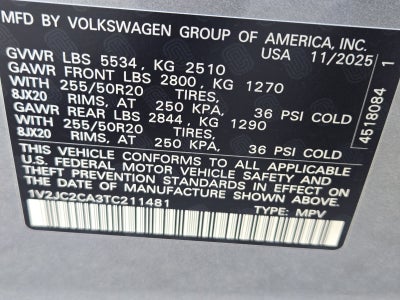 MFD BY VOLKSWAGEN GROUP OF AMERICA, INC.
USA 11/2025
GVWR LBS 5534 , KG 2510
GAWR FRONT LBS 2800, KG 1270
WITH 255/50R20 TIRES,
8JX20 RIMS, AT 250 KPA, 36 PSI COLD
GAWR REAR LBS 2844, KG 1290
WITH 255/50R20 TIRES,
8JX20 RIMS, AT 250 KPA, 36 PSI COLD
THIS VEHICLE CONFORMS TO ALL APPLICABLE
U.S. FEDERAL MOTOR VEHICLE SAFETY AND
THEFT PREVENTION STANDARDS IN EFFECT ON
THE DATE OF MANUFACTURE SHOWN ABOVE.
1V2JC2CA3TC211481 TYPE: MPV
4518084 1